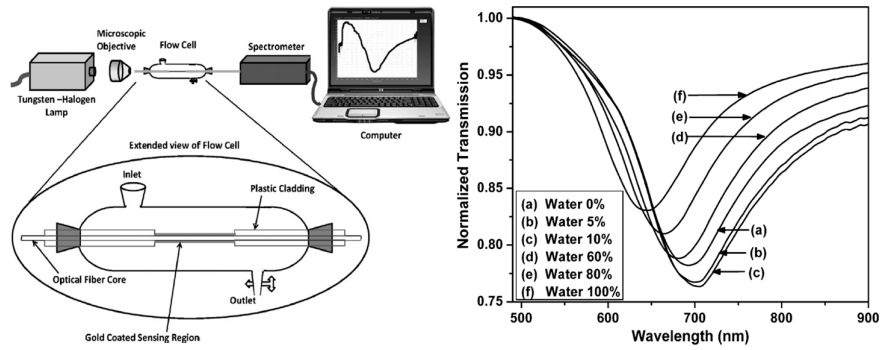 Microscopic
Objective
Flow Cell
Spectrometer
Tungsten –Halogen
Lamp
Computer
Extended view of Flow Cell
Inlet
Plastic Cladding
Optical Fiber Core
Outlet
Gold Coated Sensing Region
Normalized Transmission
1.00
0.95
0.90
0.85
0.80
0.75
(f)
(e)
(d)
(a)
(b)
(c)
(a) Water 0%
(b) Water 5%
(c) Water 10%
(d) Water 60%
(e) Water 80%
(f) Water 100%
500 600 700 800 900
Wavelength (nm)